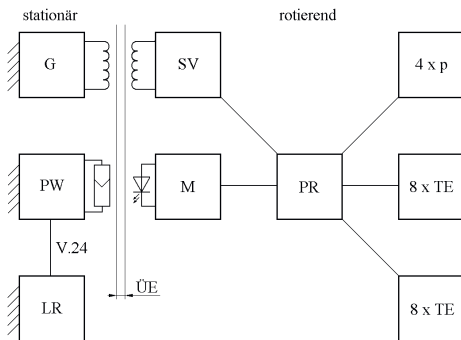 stationär
rotierend
G
SV
4 x p
PW
M
PR
8 x TE
V.24
ÜE
LR
8 x TE